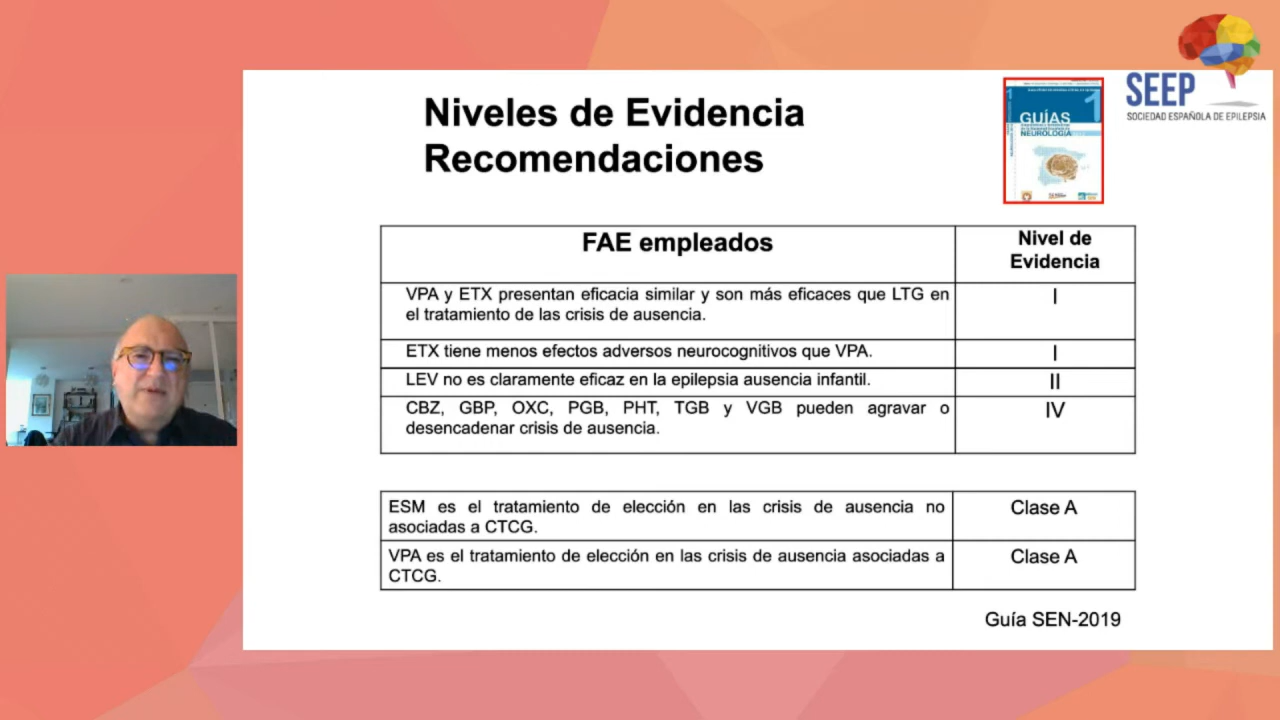 Niveles de Evidencia
Recomendaciones
GUÍAS
1
NEUROLOGÍA
SEEP
SOCIEDAD ESPAÑOLA DE EPILEPSIA
FAE empleados
Nivel de
Evidencia
VPA y ETX presentan eficacia similar y son más eficaces que LTG en
el tratamiento de las crisis de ausencia.
I
ETX tiene menos efectos adversos neurocognitivos que VPA.
I
LEV no es claramente eficaz en la epilepsia ausencia infantil.
II
CBZ, GBP, OXC, PGB, PHT, TGB y VGB pueden agravar o
desencadenar crisis de ausencia.
IV
ESM es el tratamiento de elección en las crisis de ausencia no
asociadas a CTCG.
Clase A
VPA es el tratamiento de elección en las crisis de ausencia asociadas a
CTCG.
Clase A
Guía SEN-2019